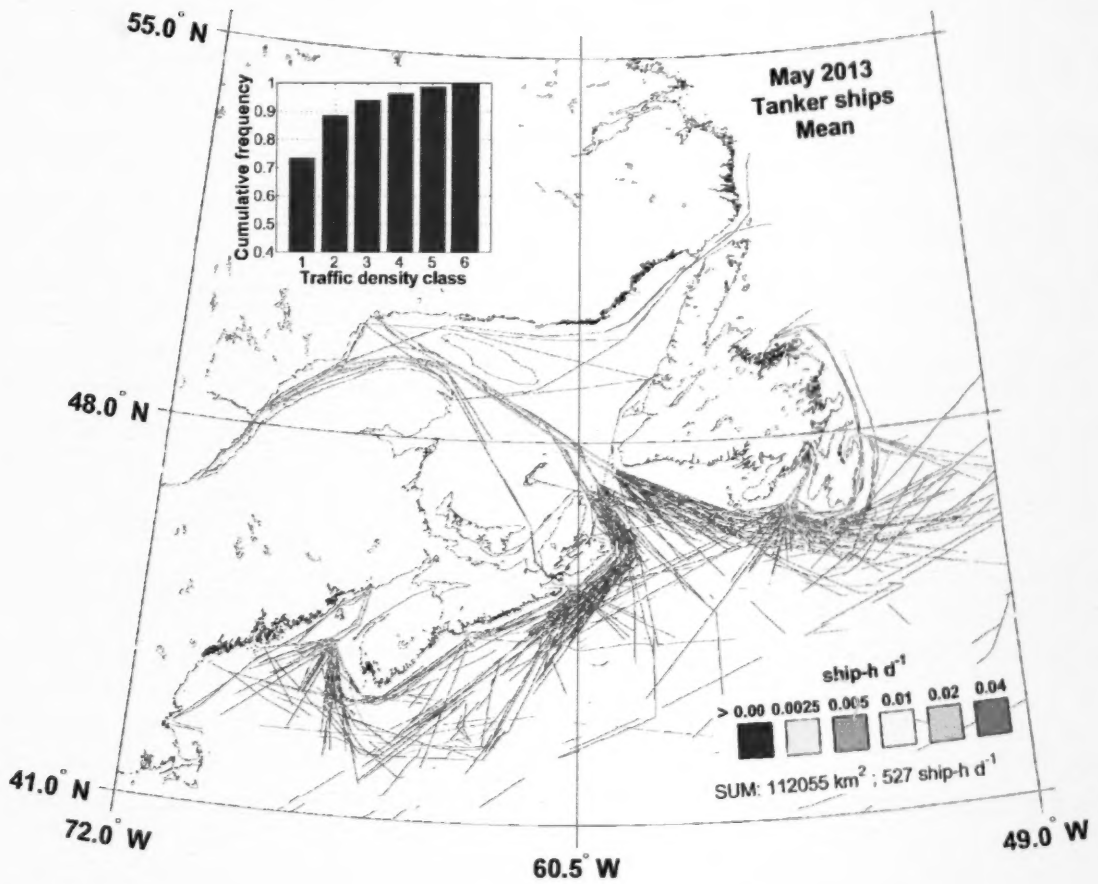 55.0° N
May 2013
Tanker ships
Mean
Cumulative frequency
1
0.9
0.8
0.7
0.6
0.5
0.4
1 2 3 4 5 6
Traffic density class
48.0° N
ship-h d⁻¹
> 0.00 0.0025 0.005 0.01 0.02 0.04
SUM: 112055 km² ; 527 ship-h d⁻¹
41.0° N
72.0° W
60.5° W
49.0° W